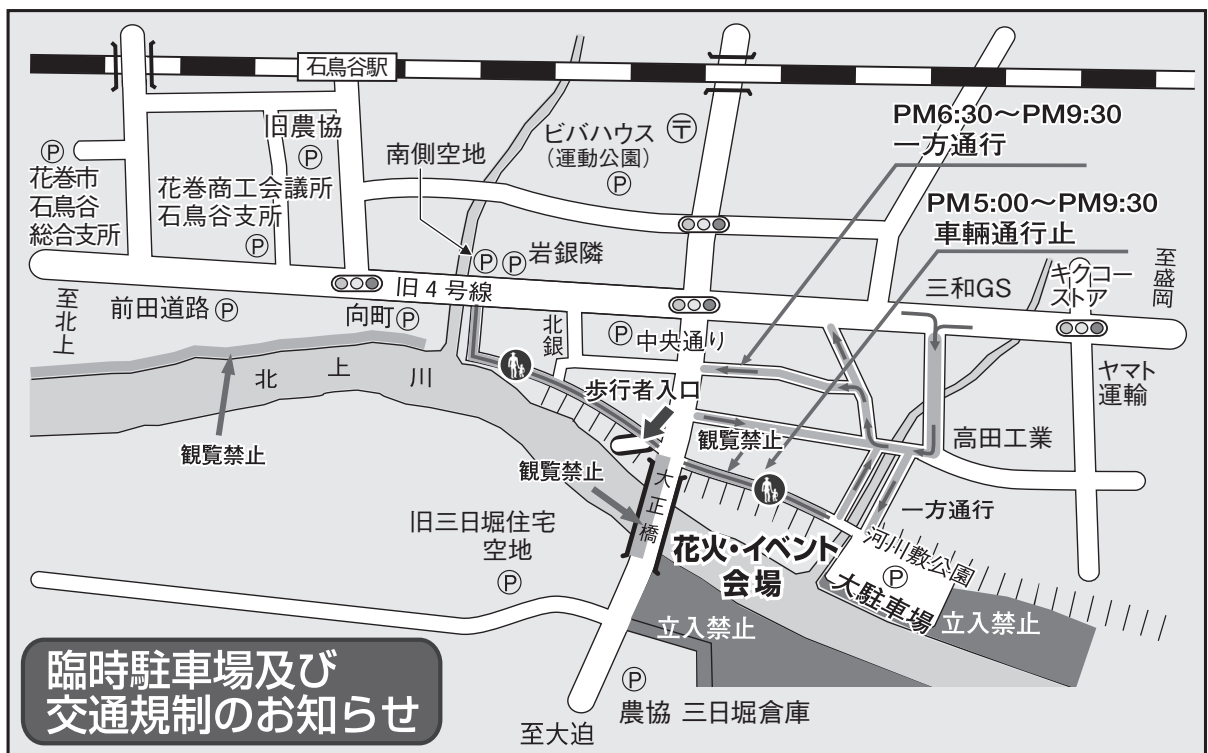 石鳥谷駅
PM6:30〜PM9:30
一方通行
旧農協
Ⓟ
ビバハウス
(運動公園)
Ⓟ
〒
南側空地
Ⓟ
花巻市
石鳥谷
総合支所
花巻商工会議所
石鳥谷支所
Ⓟ
PM5:00〜PM9:30
車輛通行止
Ⓟ Ⓟ 岩銀隣
至盛岡
キクコー
ストア
三和GS
旧4号線
至北上
前田道路Ⓟ
向町Ⓟ
北銀
Ⓟ中央通り
ヤマト
運輸
北上川
歩行者入口
観覧禁止
観覧禁止
高田工業
観覧禁止
大正橋
一方通行
旧三日堀住宅
空地
Ⓟ
花火・イベント
会場
河川敷公園
Ⓟ
大駐車場
立入禁止
立入禁止
臨時駐車場及び
交通規制のお知らせ
Ⓟ
農協 三日堀倉庫
至大迫